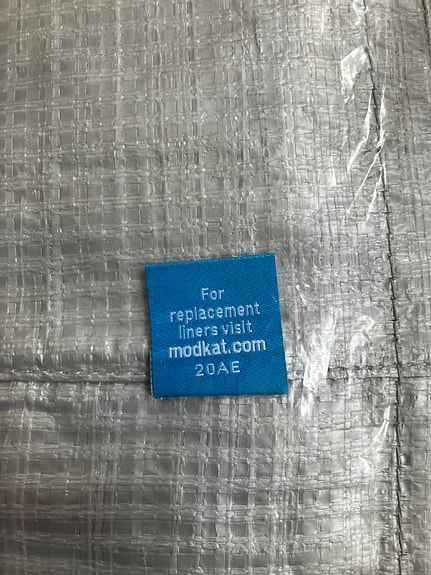 For
replacement
liners visit
modkat.com
20AE